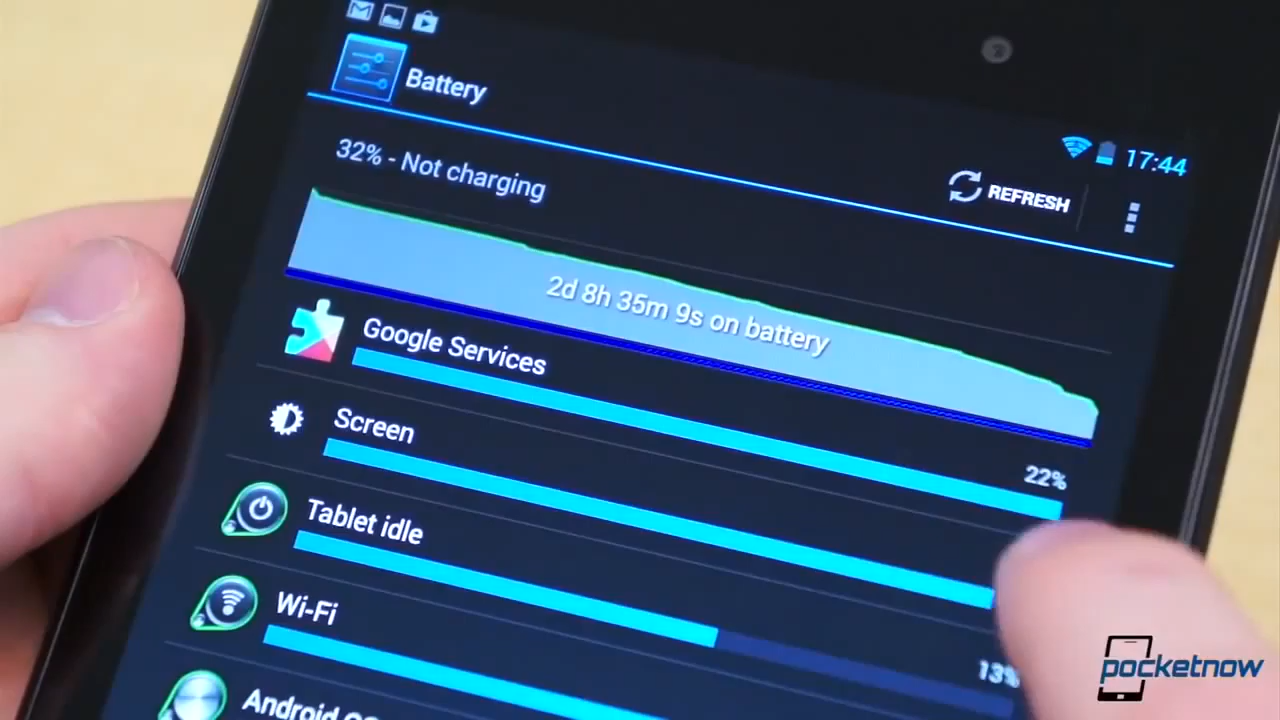 Battery
17:44
32% - Not charging
REFRESH
2d 8h 35m 9s on battery
Google Services
22%
Screen
Tablet idle
13%
Wi-Fi
Android
pocketnow